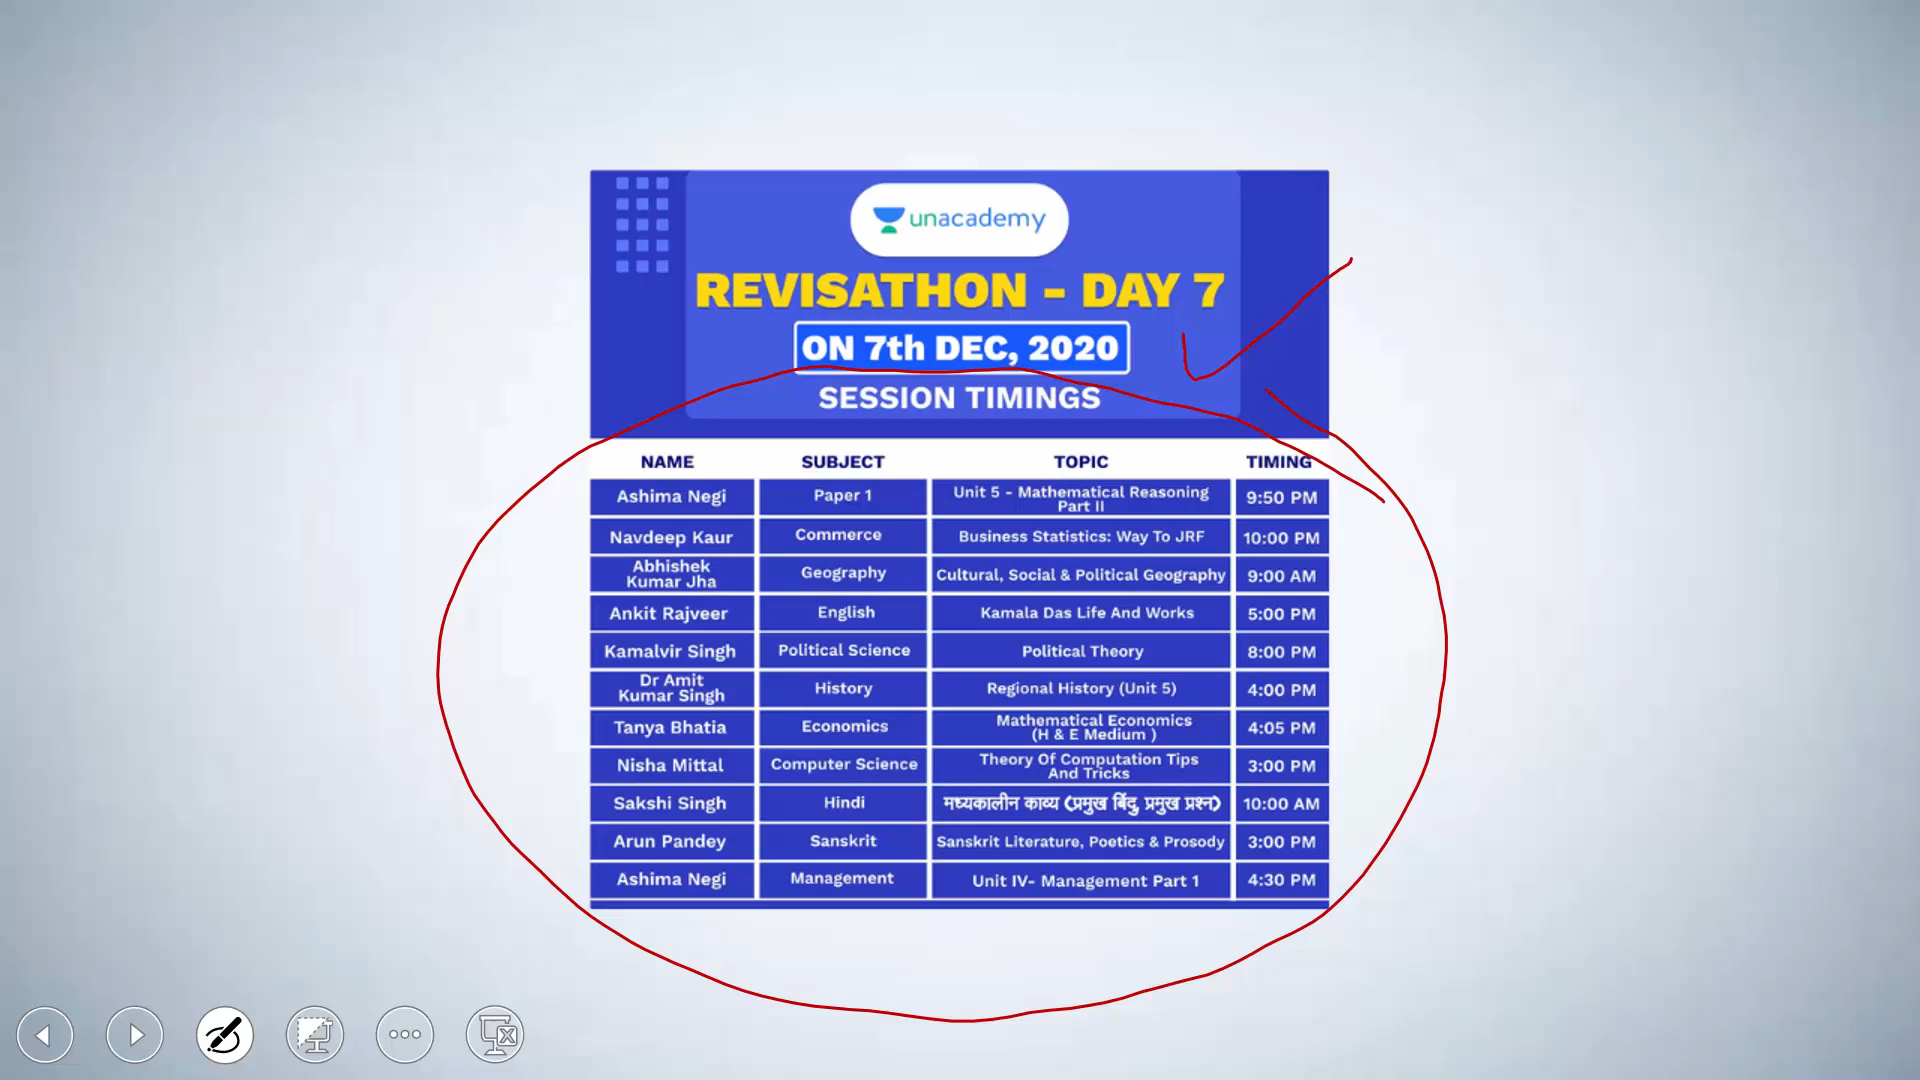 unacademy
REVISATHON - DAY 7
ON 7th DEC, 2020
SESSION TIMINGS
NAME SUBJECT TOPIC TIMING
Ashima Negi Paper 1 Unit 5 - Mathematical Reasoning Part II 9:50 PM
Navdeep Kaur Commerce Business Statistics: Way To JRF 10:00 PM
Abhishek Kumar Jha Geography Cultural, Social & Political Geography 9:00 AM
Ankit Rajveer English Kamala Das Life And Works 5:00 PM
Kamalvir Singh Political Science Political Theory 8:00 PM
Dr Amit Kumar Singh History Regional History (Unit 5) 4:00 PM
Tanya Bhatia Economics Mathematical Economics (H & E Medium ) 4:05 PM
Nisha Mittal Computer Science Theory Of Computation Tips And Tricks 3:00 PM
Sakshi Singh Hindi मध्यकालीन काव्य (प्रमुख बिंदु, प्रमुख प्रश्न) 10:00 AM
Arun Pandey Sanskrit Sanskrit Literature, Poetics & Prosody 3:00 PM
Ashima Negi Management Unit IV- Management Part 1 4:30 PM